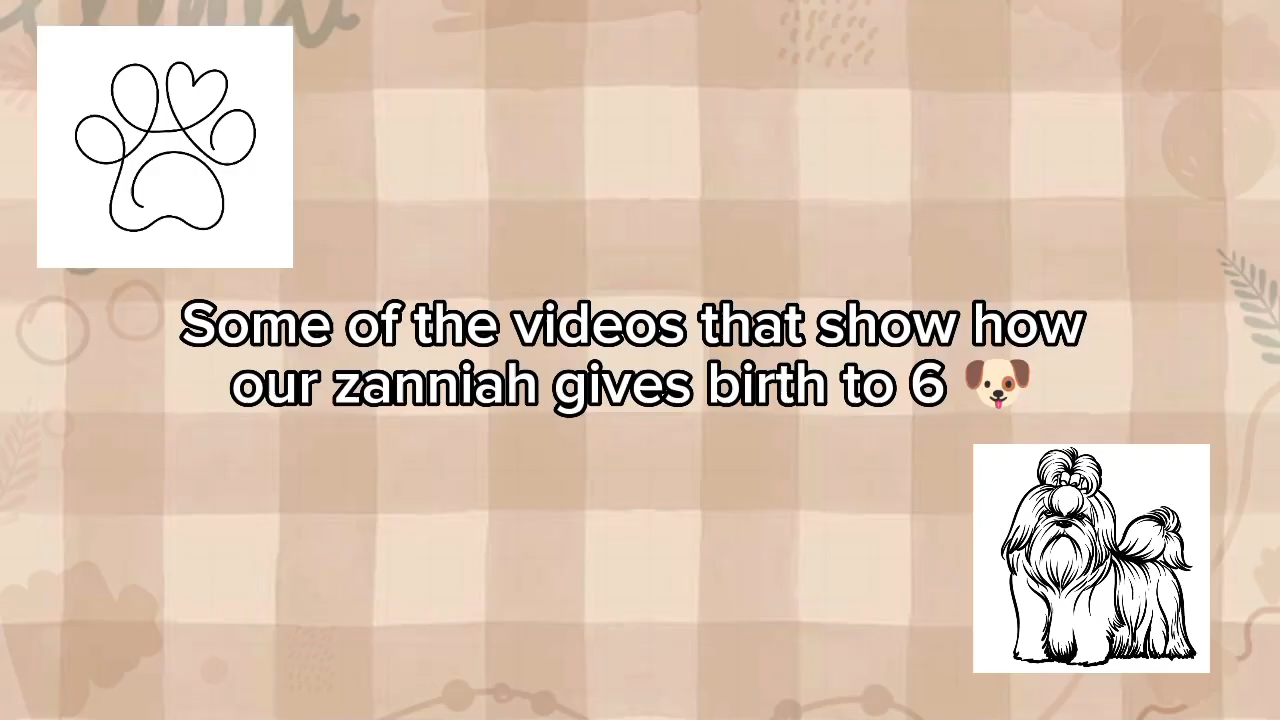 Some of the videos that show how
our zanniah gives birth to 6 🐶